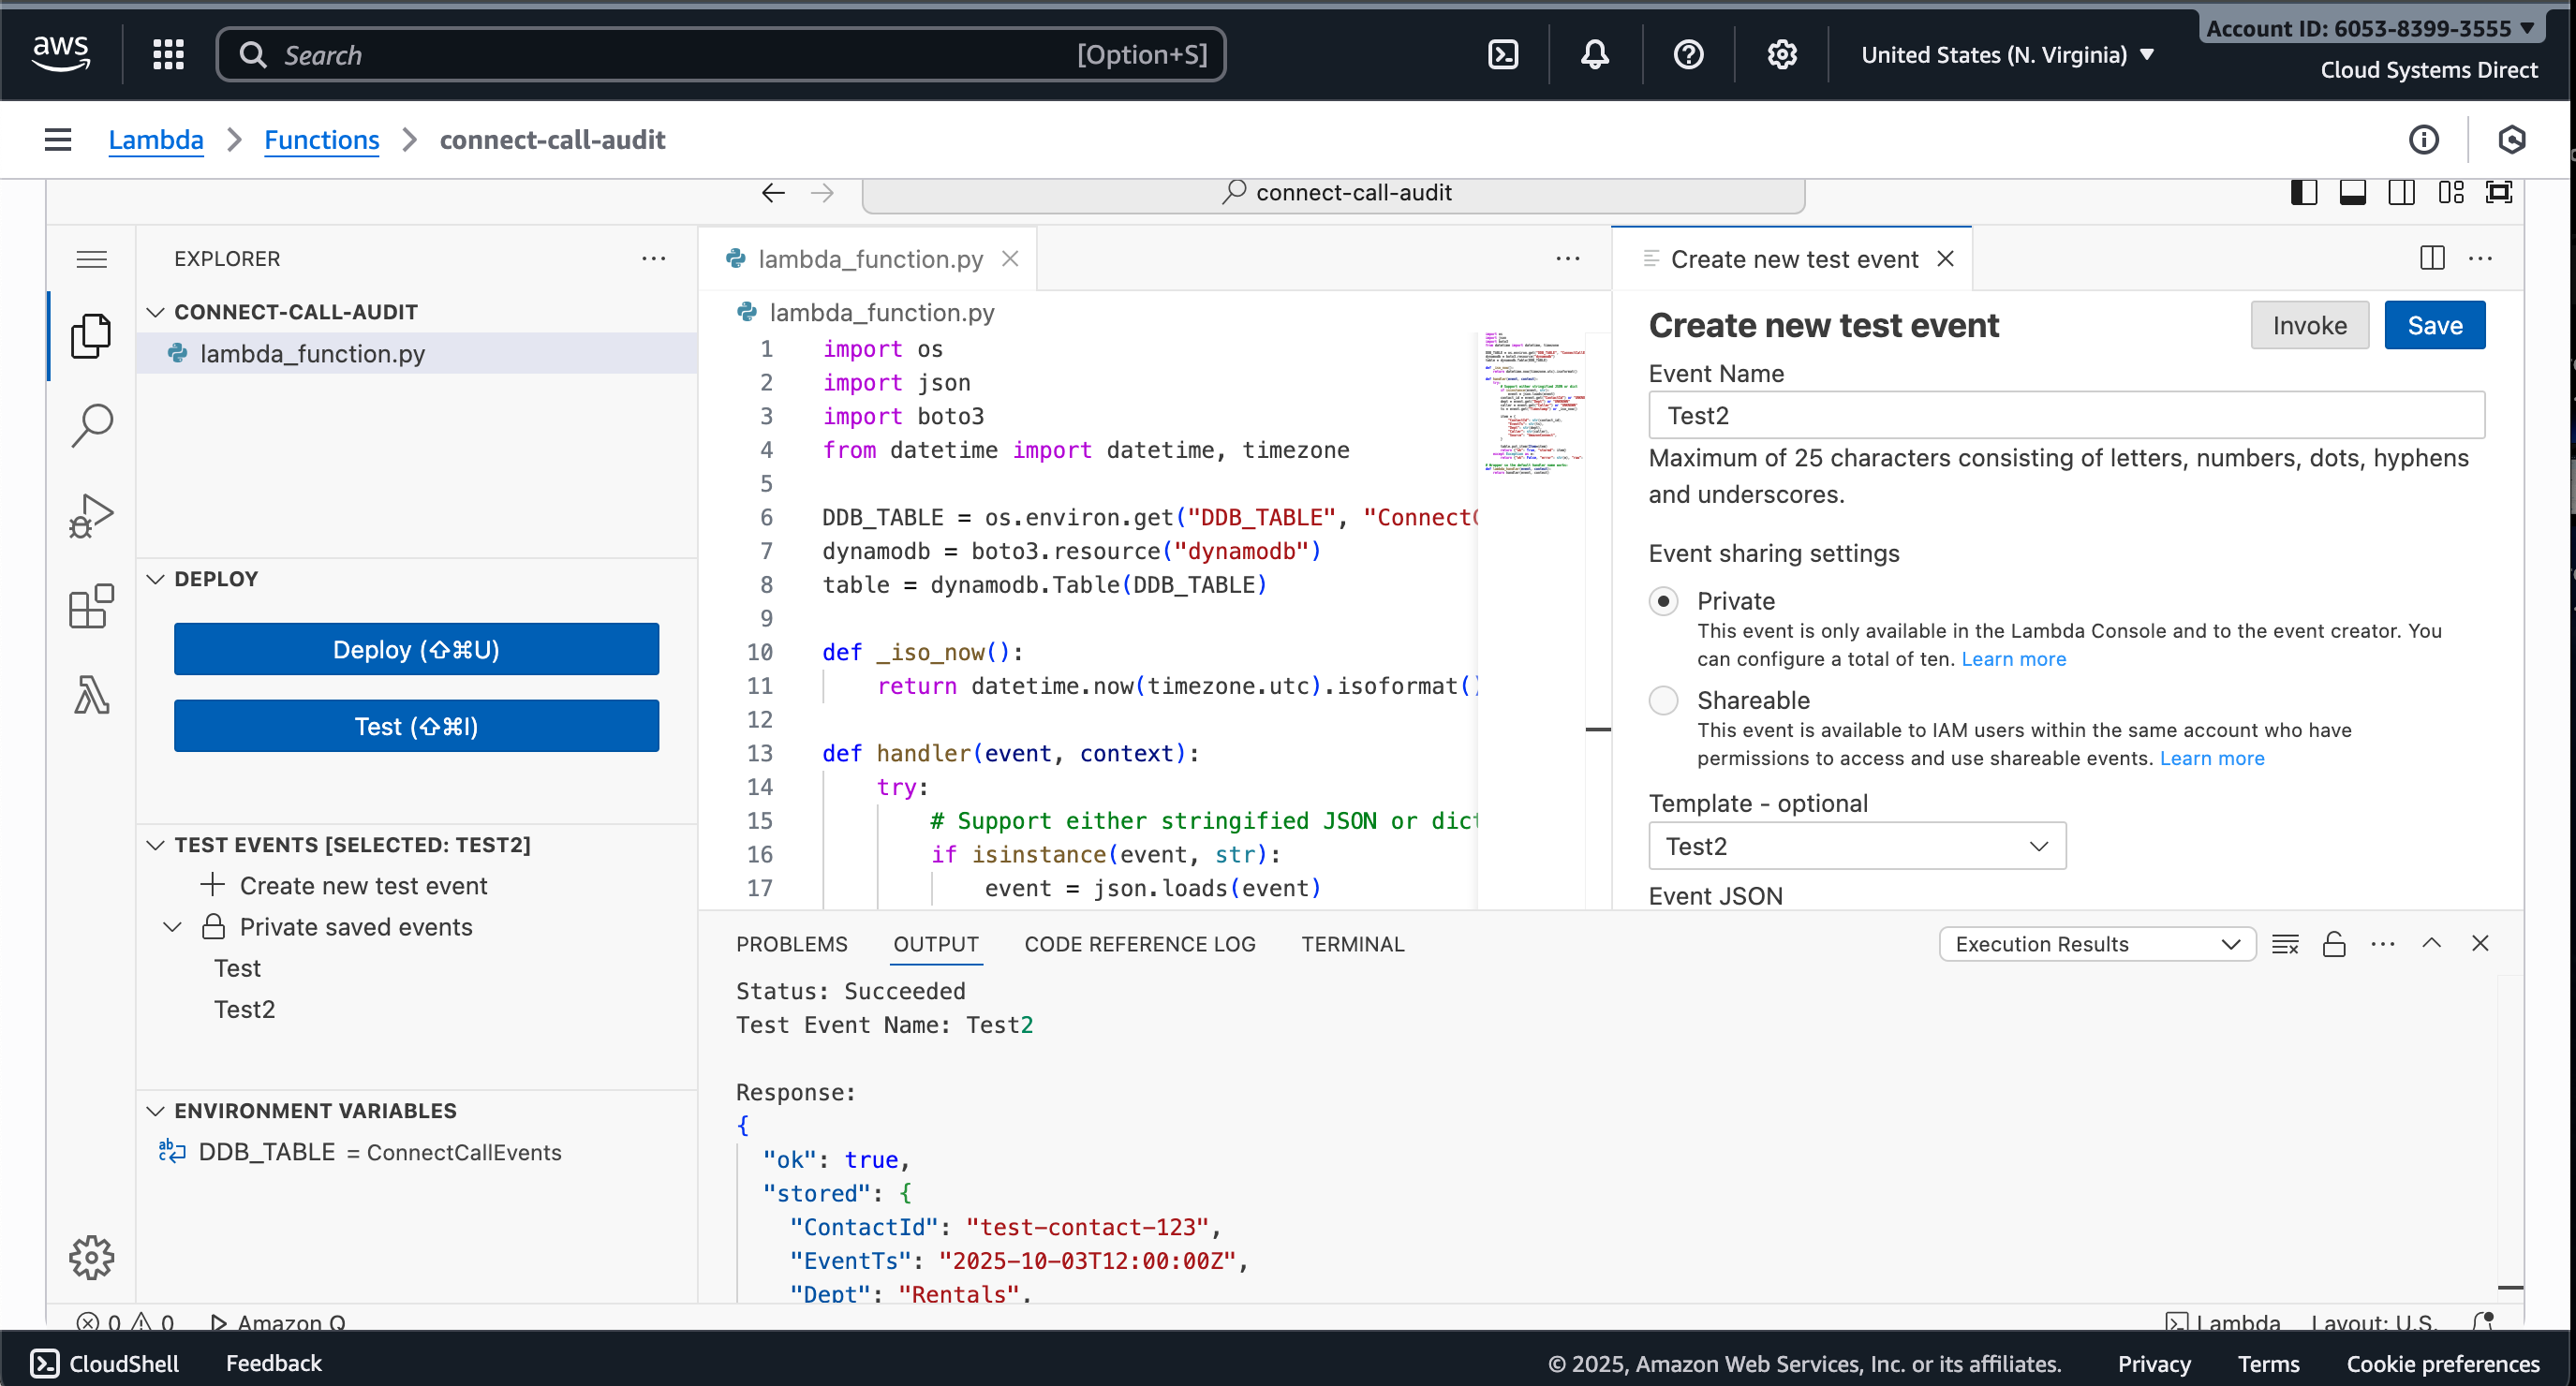 aws
Search
[Option+S]
United States (N. Virginia)
Account ID: 6053-8399-3555
Cloud Systems Direct
Lambda
Functions
connect-call-audit
connect-call-audit
EXPLORER
CONNECT-CALL-AUDIT
lambda_function.py
DEPLOY
Deploy (⇧⌘U)
Test (⇧⌘I)
TEST EVENTS [SELECTED: TEST2]
Create new test event
Private saved events
Test
Test2
ENVIRONMENT VARIABLES
DDB_TABLE = ConnectCallEvents
lambda_function.py
lambda_function.py
1 import os
2 import json
3 import boto3
4 from datetime import datetime, timezone
5
6 DDB_TABLE = os.environ.get("DDB_TABLE", "Connect
7 dynamodb = boto3.resource("dynamodb")
8 table = dynamodb.Table(DDB_TABLE)
9
10 def _iso_now():
11 return datetime.now(timezone.utc).isoformat()
12
13 def handler(event, context):
14 try:
15 # Support either stringified JSON or dict
16 if isinstance(event, str):
17 event = json.loads(event)
Create new test event
Create new test event
Invoke
Save
Event Name
Test2
Maximum of 25 characters consisting of letters, numbers, dots, hyphens
and underscores.
Event sharing settings
Private
This event is only available in the Lambda Console and to the event creator. You
can configure a total of ten. Learn more
Shareable
This event is available to IAM users within the same account who have
permissions to access and use shareable events. Learn more
Template - optional
Test2
Event JSON
PROBLEMS
OUTPUT
CODE REFERENCE LOG
TERMINAL
Execution Results
Status: Succeeded
Test Event Name: Test2
Response:
{
"ok": true,
"stored": {
"ContactId": "test-contact-123",
"EventTs": "2025-10-03T12:00:00Z",
"Dept": "Rentals",
0 0
Amazon Q
Lambda
Layout: U.S.
CloudShell
Feedback
© 2025, Amazon Web Services, Inc. or its affiliates.
Privacy
Terms
Cookie preferences